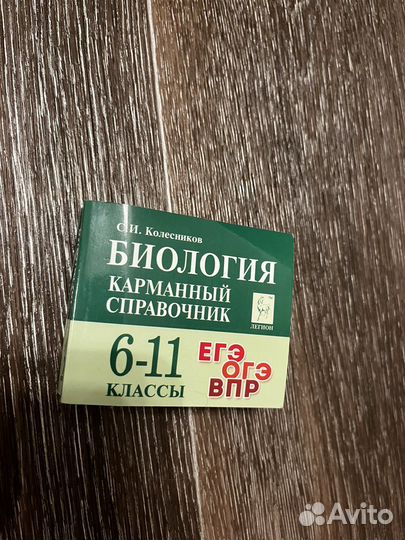 С.И. Колесников
БИОЛОГИЯ
КАРМАННЫЙ
СПРАВОЧНИК
ЛЕГИОН
6-11
КЛАССЫ
ЕГЭ
ОГЭ
ВПР
Avito